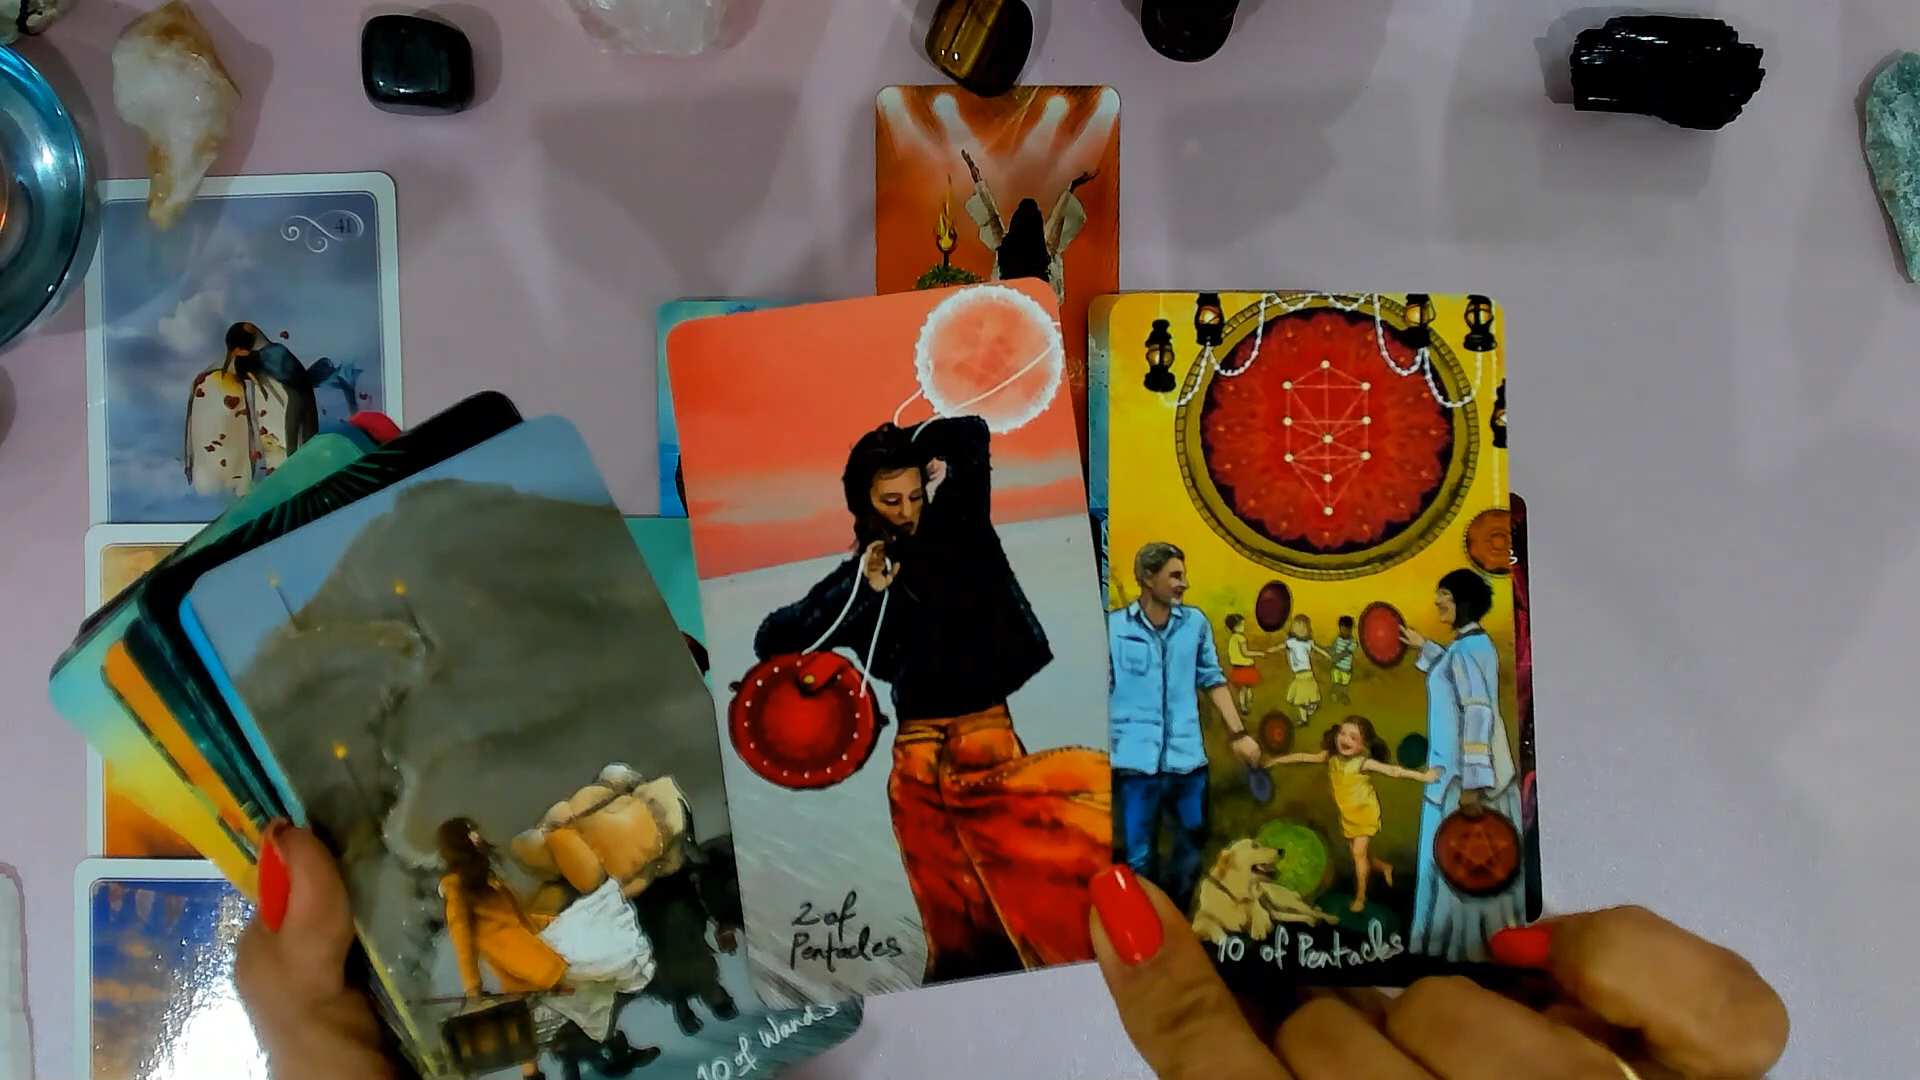 41
2 of
Pentacles
10 of Pentacles
10 of Wands